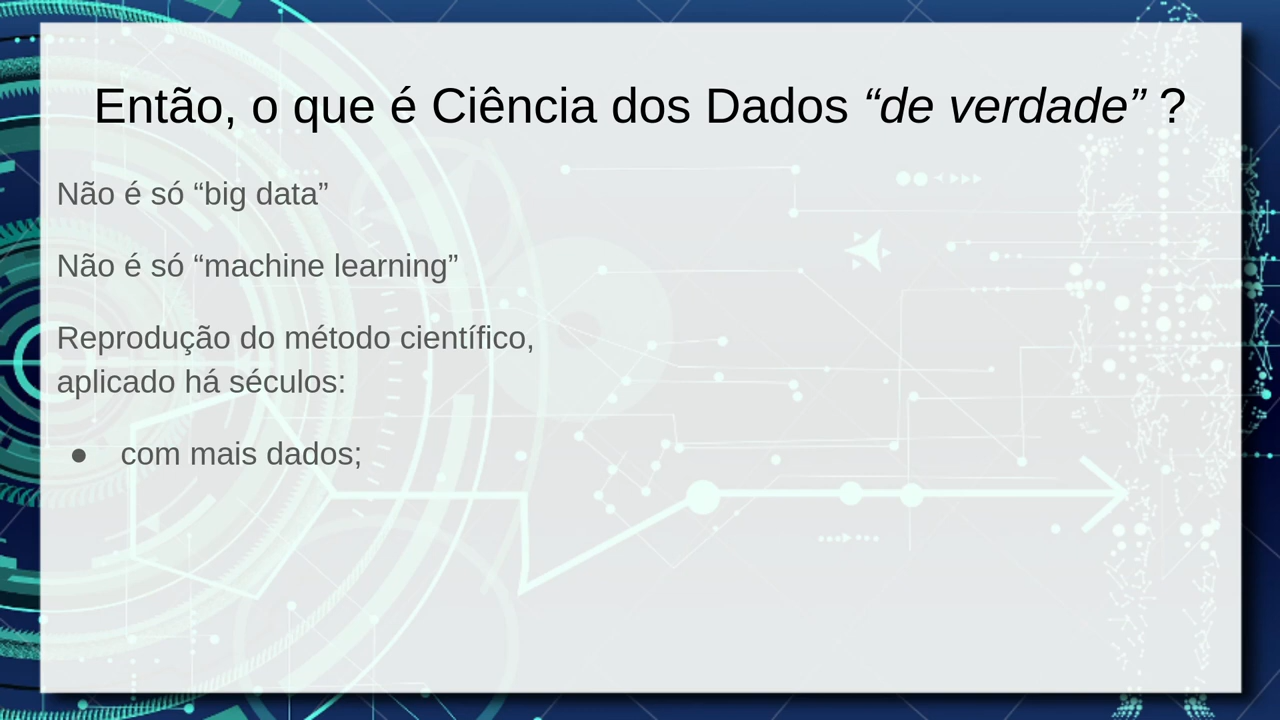 Então, o que é Ciência dos Dados “de verdade” ?
Não é só “big data”
Não é só “machine learning”
Reprodução do método científico,
aplicado há séculos:
● com mais dados;